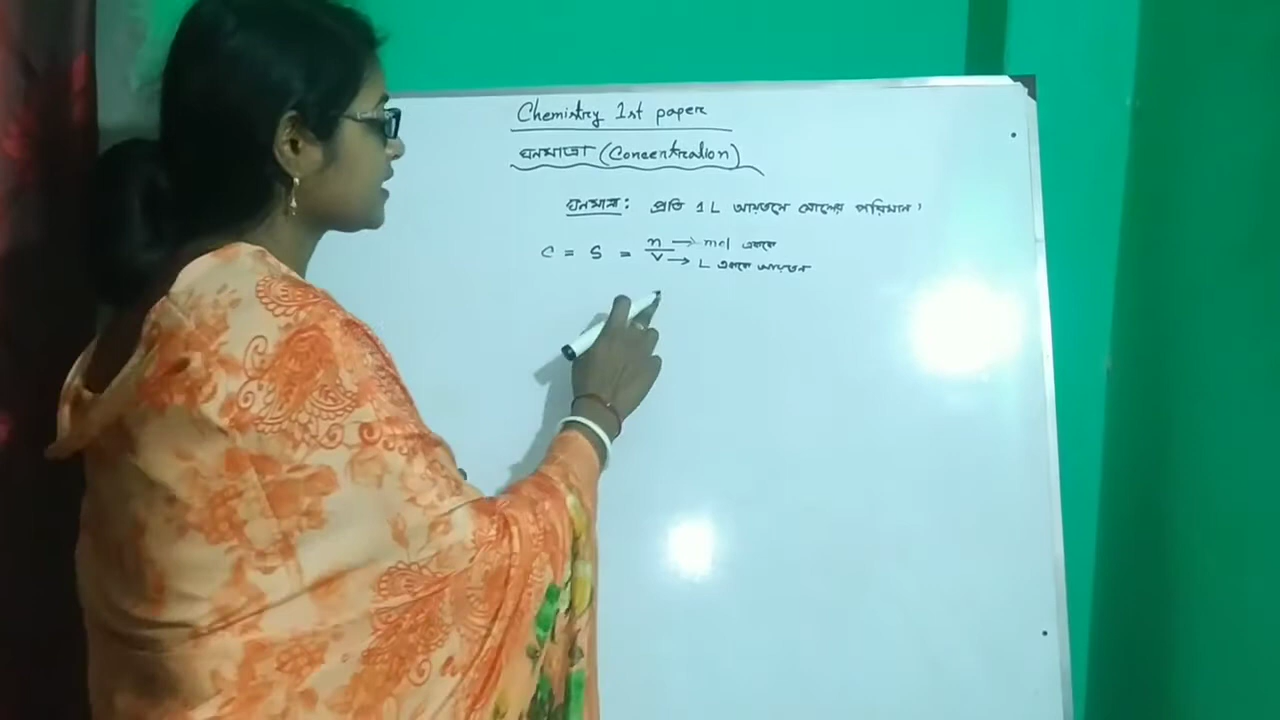 Chemistry 1st paper
ঘনমাত্রা (Concentration)
ঘনমাত্রা : প্রতি 1 L আয়তনে মোলের পরিমান ।
C = S = n/V
n → mol এককে
V → L এককে আয়তন